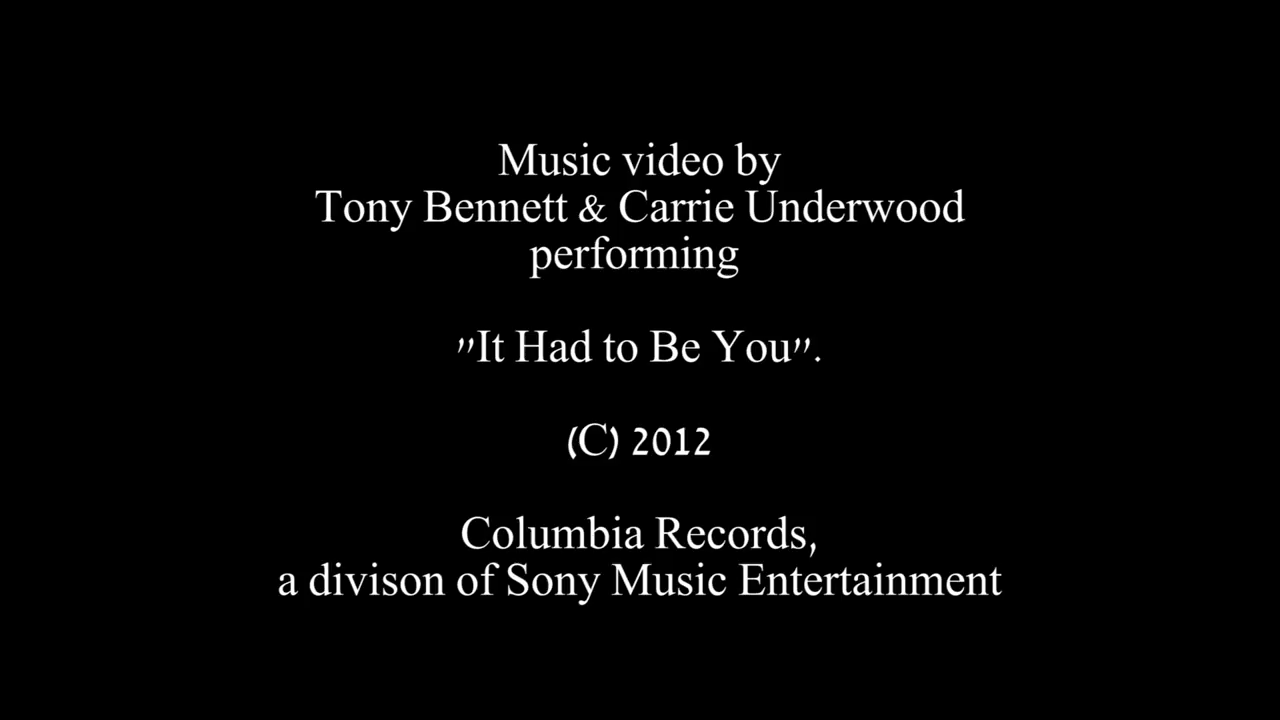 Music video by
Tony Bennett & Carrie Underwood
performing
"It Had to Be You".
(C) 2012
Columbia Records,
a divison of Sony Music Entertainment